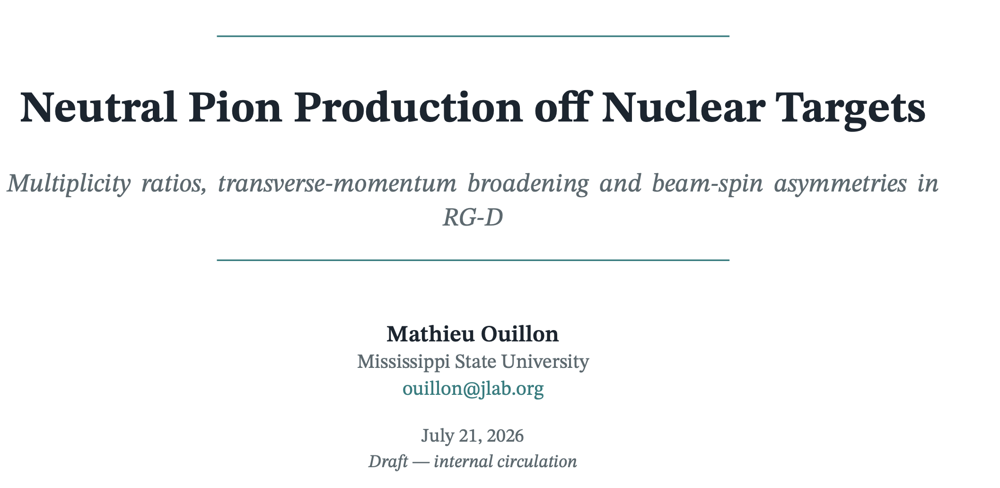 Neutral Pion Production off Nuclear Targets
Multiplicity ratios, transverse-momentum broadening and beam-spin asymmetries in
RG-D
Mathieu Ouillon
Mississippi State University
ouillon@jlab.org
July 21, 2026
Draft — internal circulation